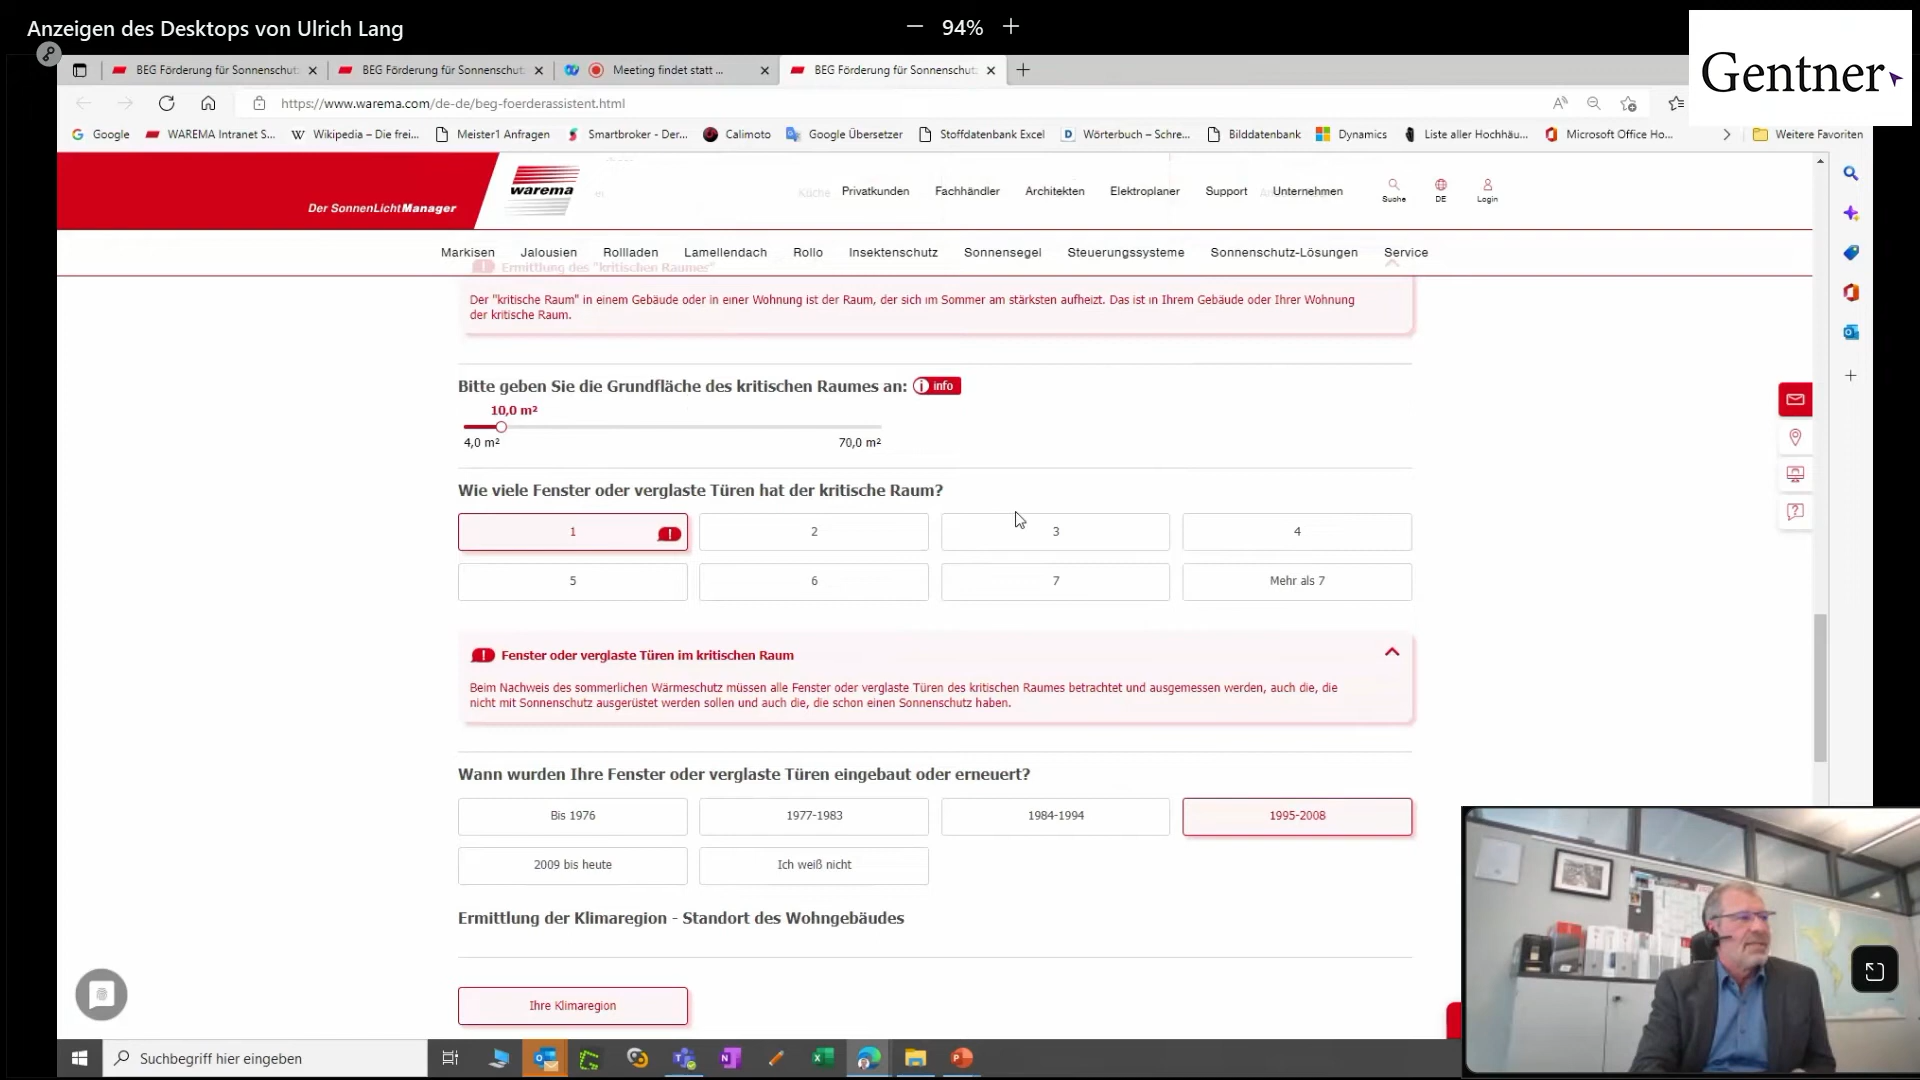 Anzeigen des Desktops von Ulrich Lang
94%
Gentner
BEG Förderung für Sonnenschut
BEG Förderung für Sonnenschut
Meeting findet statt ...
BEG Förderung für Sonnenschut
https://www.warema.com/de-de/beg-foerderassistent.html
Google
WAREMA Intranet S...
Wikipedia – Die frei...
Meister1 Anfragen
Smartbroker - Der...
Calimoto
Google Übersetzer
Stoffdatenbank Excel
Wörterbuch – Schre...
Bilddatenbank
Dynamics
Liste aller Hochhäu...
Microsoft Office Ho...
Weitere Favoriten
Der SonnenLichtManager
warema
Küche
Privatkunden
Fachhändler
Architekten
Elektroplaner
Support
Unternehmen
Suche
DE
Login
Markisen
Jalousien
Rollladen
Lamellendach
Rollo
Insektenschutz
Sonnensegel
Steuerungssysteme
Sonnenschutz-Lösungen
Service
Ermittlung des "kritischen Raumes"
Der "kritische Raum" in einem Gebäude oder in einer Wohnung ist der Raum, der sich im Sommer am stärksten aufheizt. Das ist in Ihrem Gebäude oder Ihrer Wohnung
der kritische Raum.
Bitte geben Sie die Grundfläche des kritischen Raumes an:
info
10,0 m²
4,0 m²
70,0 m²
Wie viele Fenster oder verglaste Türen hat der kritische Raum?
1
2
3
4
5
6
7
Mehr als 7
Fenster oder verglaste Türen im kritischen Raum
Beim Nachweis des sommerlichen Wärmeschutz müssen alle Fenster oder verglaste Türen des kritischen Raumes betrachtet und ausgemessen werden, auch die, die
nicht mit Sonnenschutz ausgerüstet werden sollen und auch die, die schon einen Sonnenschutz haben.
Wann wurden Ihre Fenster oder verglaste Türen eingebaut oder erneuert?
Bis 1976
1977-1983
1984-1994
1995-2008
2009 bis heute
Ich weiß nicht
Ermittlung der Klimaregion - Standort des Wohngebäudes
Ihre Klimaregion
Suchbegriff hier eingeben